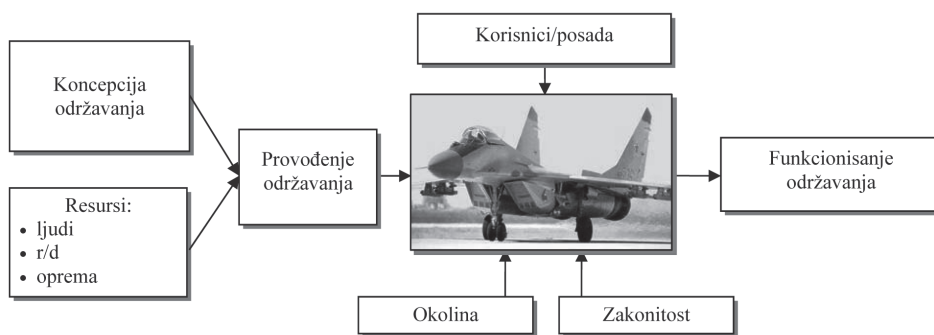 Korisnici/posada
Koncepcija
održavanja
Provođenje
održavanja
Funkcionisanje
održavanja
Resursi:
• ljudi
• r/d
• oprema
Okolina
Zakonitost